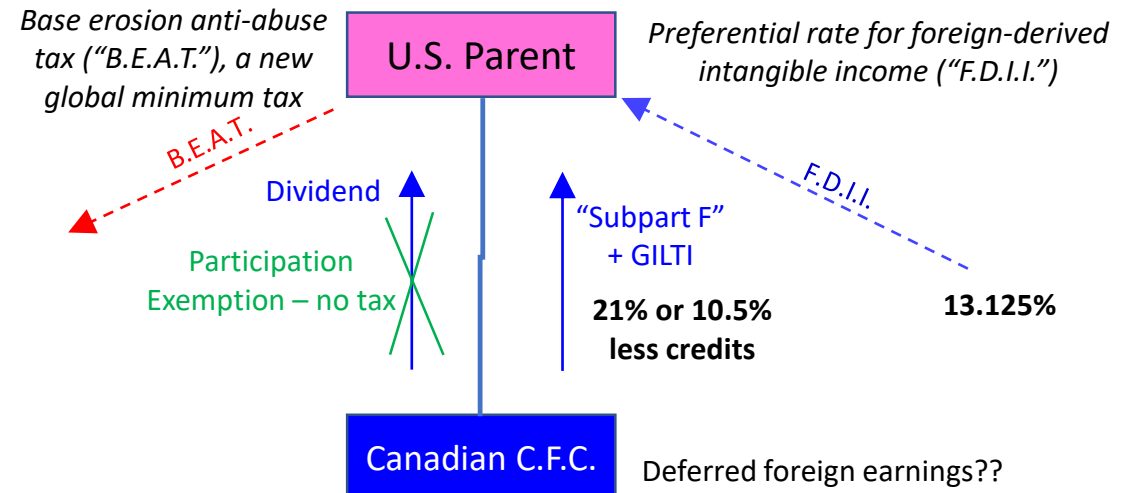 Base erosion anti-abuse
tax (“B.E.A.T.”), a new
global minimum tax
U.S. Parent
Preferential rate for foreign-derived
intangible income (“F.D.I.I.”)
B.E.A.T.
F.D.I.I.
Dividend
Participation
Exemption – no tax
“Subpart F”
+ GILTI
21% or 10.5%
less credits
13.125%
Canadian C.F.C.
Deferred foreign earnings??